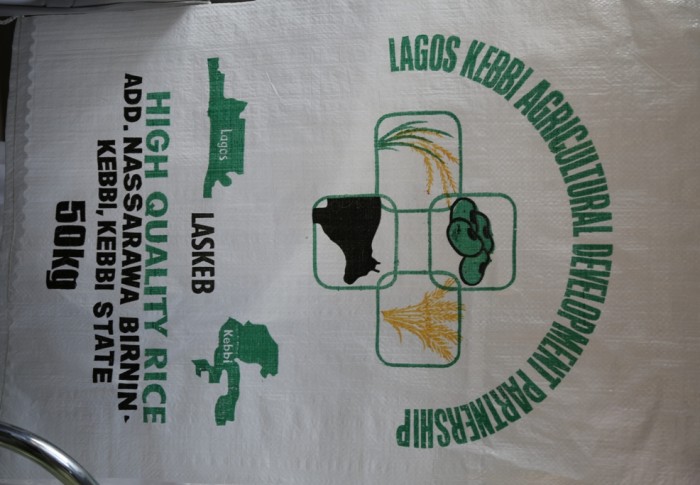 LAGOS KEBBI AGRICULTURAL DEVELOPMENT PARTNERSHIP
Lagos
LASKEB
Kebbi
HIGH QUALITY RICE
ADD. NASSARAWA BIRNIN-
KEBBI, KEBBI STATE
50kg